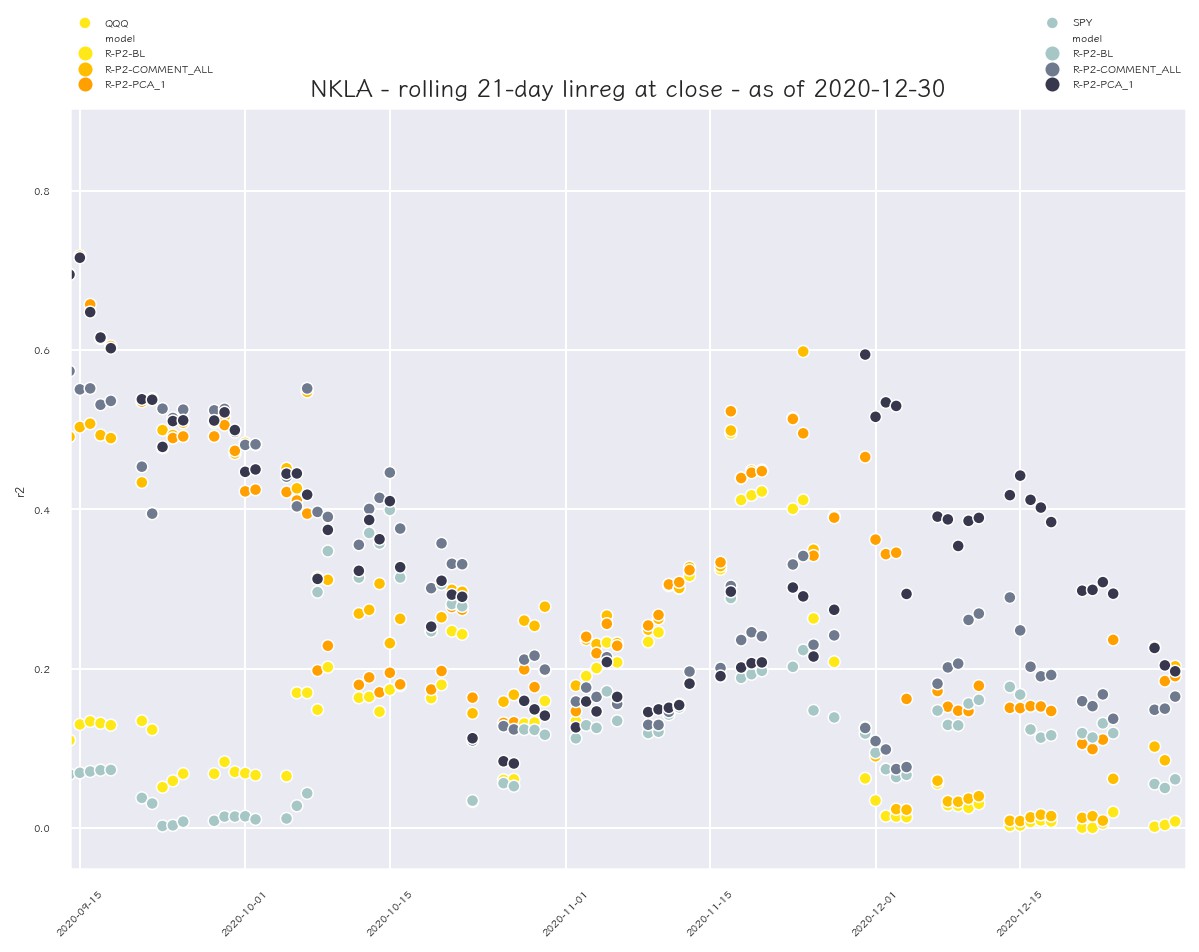 QQQ
model
R-P2-BL
R-P2-COMMENT_ALL
R-P2-PCA_1
SPY
model
R-P2-BL
R-P2-COMMENT_ALL
R-P2-PCA_1
NKLA - rolling 21-day linreg at close - as of 2020-12-30
r2
0.8
0.6
0.4
0.2
0.0
2020-09-15
2020-10-01
2020-10-15
2020-11-01
2020-11-15
2020-12-01
2020-12-15